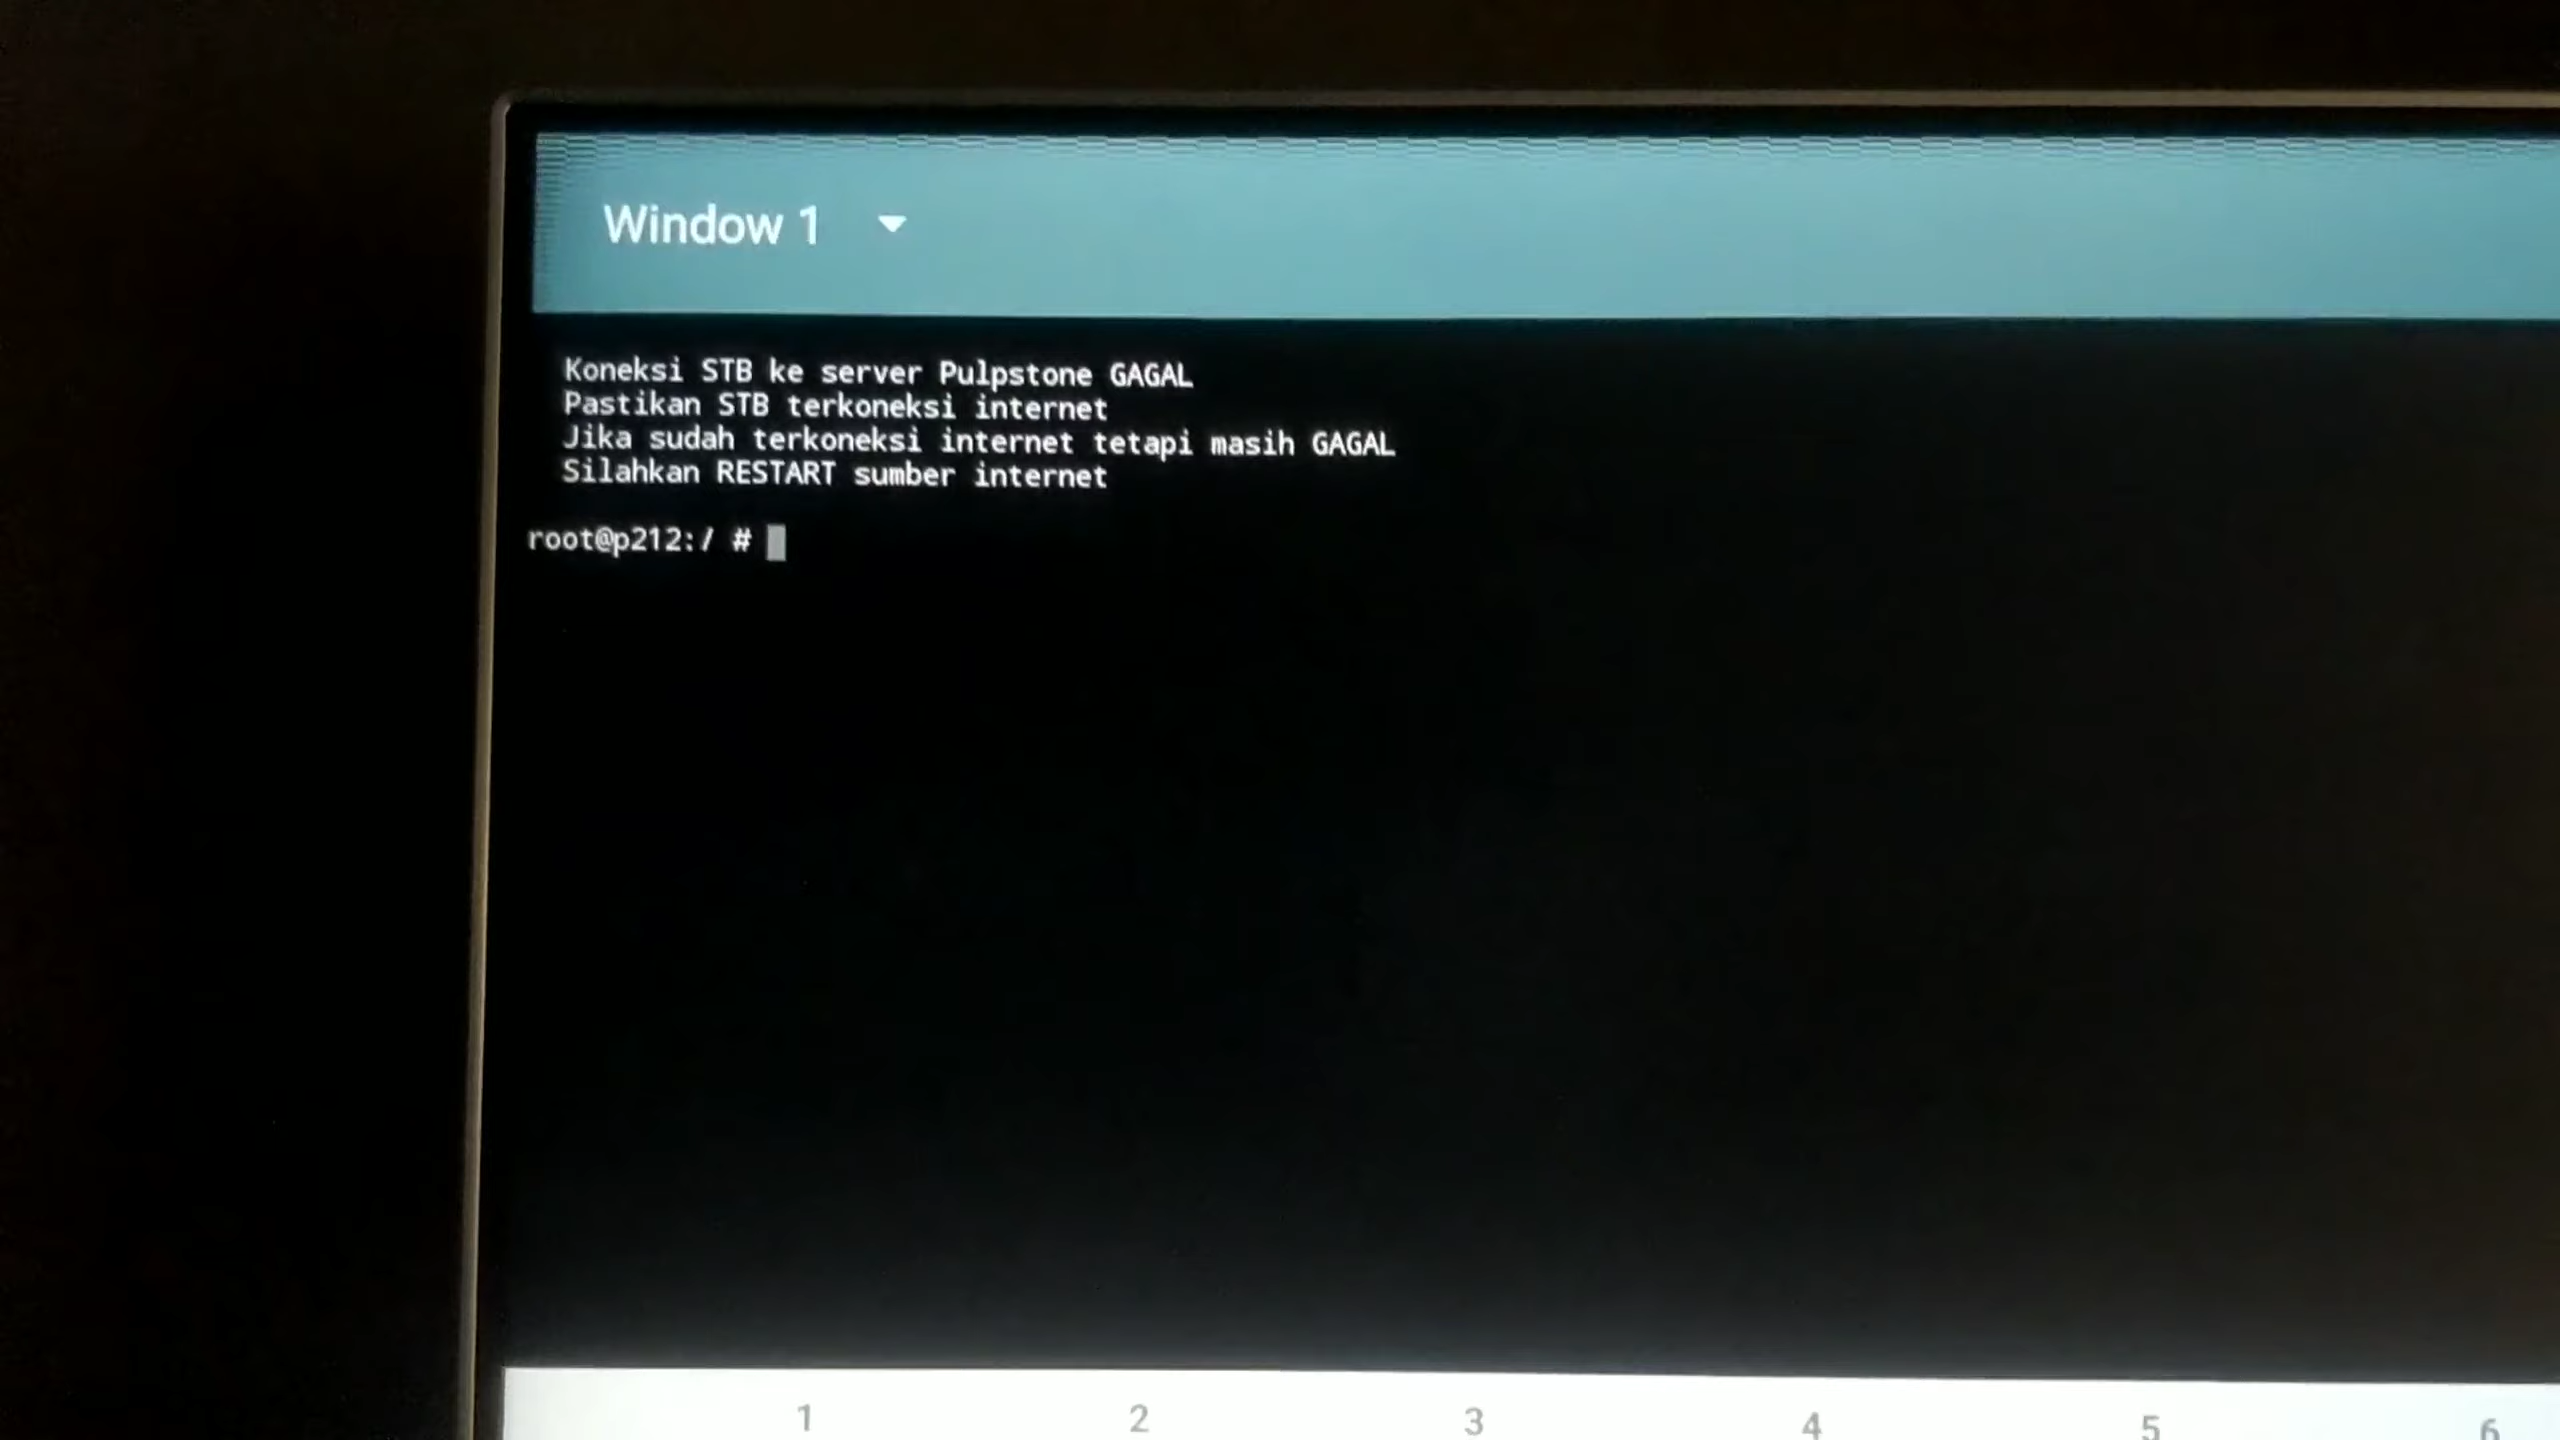 Window 1
Koneksi STB ke server Pulpstone GAGAL
Pastikan STB terkoneksi internet
Jika sudah terkoneksi internet tetapi masih GAGAL
Silahkan RESTART sumber internet
root@p212:/ #
1 2 3 4 5 6